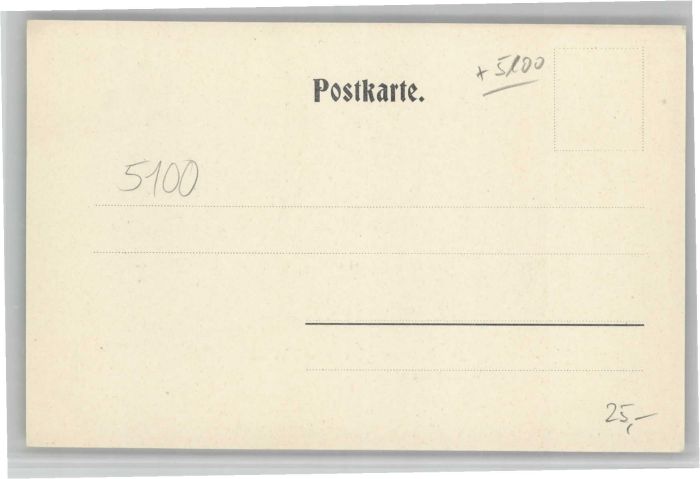 Postkarte.
+ 5100
5100
25,-